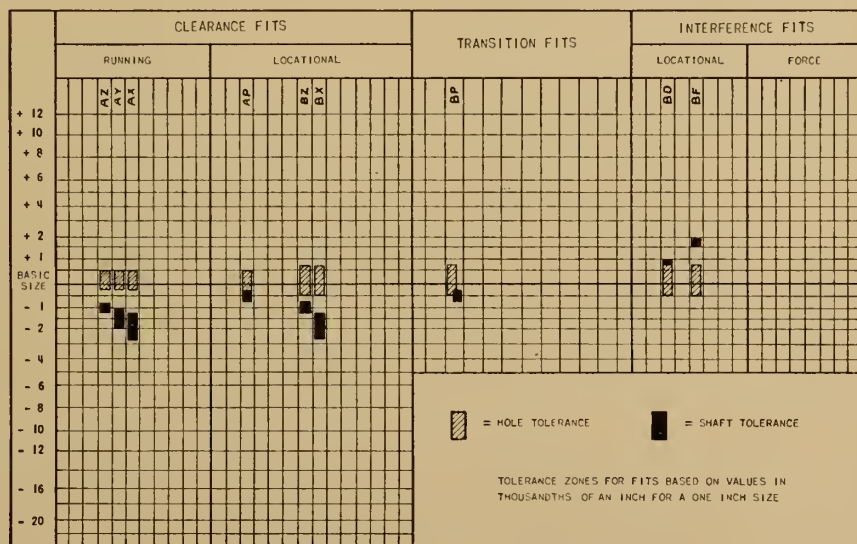 CLEARANCE FITS
TRANSITION FITS
INTERFERENCE FITS
RUNNING
LOCATIONAL
LOCATIONAL
FORCE
AZ
AY
AX
AP
BZ
BX
BP
BD
BF
+ 12
+ 10
+ 8
+ 6
+ 4
+ 2
+ 1
BASIC
SIZE
- 1
- 2
- 4
- 6
- 8
- 10
- 12
- 16
- 20
= HOLE TOLERANCE
= SHAFT TOLERANCE
TOLERANCE ZONES FOR FITS BASED ON VALUES IN
THOUSANDTHS OF AN INCH FOR A ONE INCH SIZE